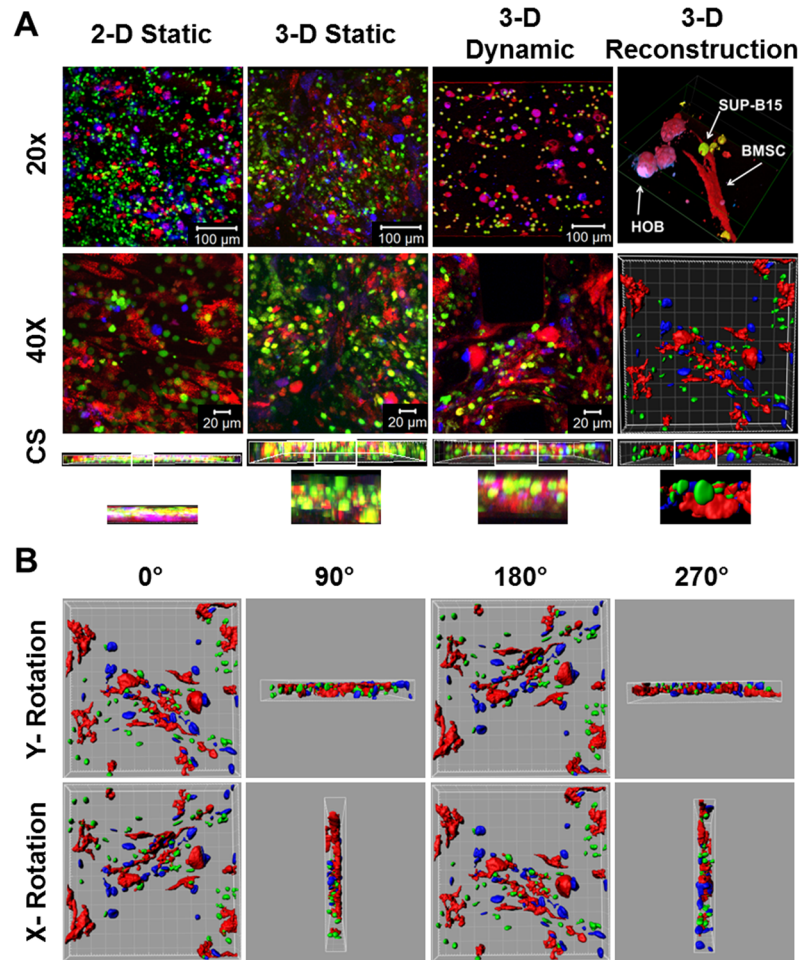 A
2-D Static
3-D Static
3-D
Dynamic
3-D
Reconstruction
20x
100 µm
100 µm
100 µm
SUP-B15
BMSC
HOB
40X
20 µm
20 µm
20 µm
CS
B
0°
90°
180°
270°
Y- Rotation
X- Rotation